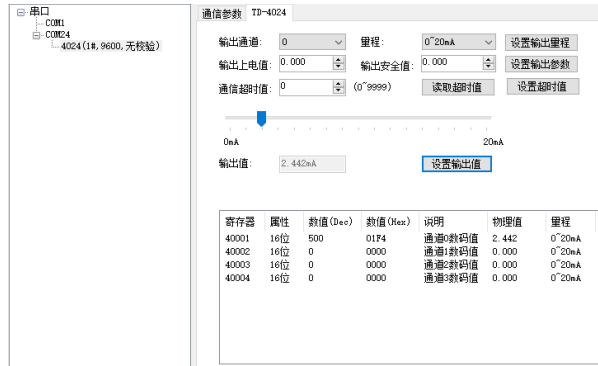 串口
COM1
COM24
4024(1#,9600,无校验)
通信参数 TD-4024
输出通道: 0 量程: 0~20mA 设置输出量程
输出上电值: 0.000 输出安全值: 0.000 设置输出参数
通信超时值: 0 (0~9999) 读取超时值 设置超时值
0mA 20mA
输出值: 2.442mA 设置输出值
寄存器 属性 数值(Dec) 数值(Hex) 说明 物理值 量程
40001 16位 500 01F4 通道0数码值 2.442 0~20mA
40002 16位 0 0000 通道1数码值 0.000 0~20mA
40003 16位 0 0000 通道2数码值 0.000 0~20mA
40004 16位 0 0000 通道3数码值 0.000 0~20mA